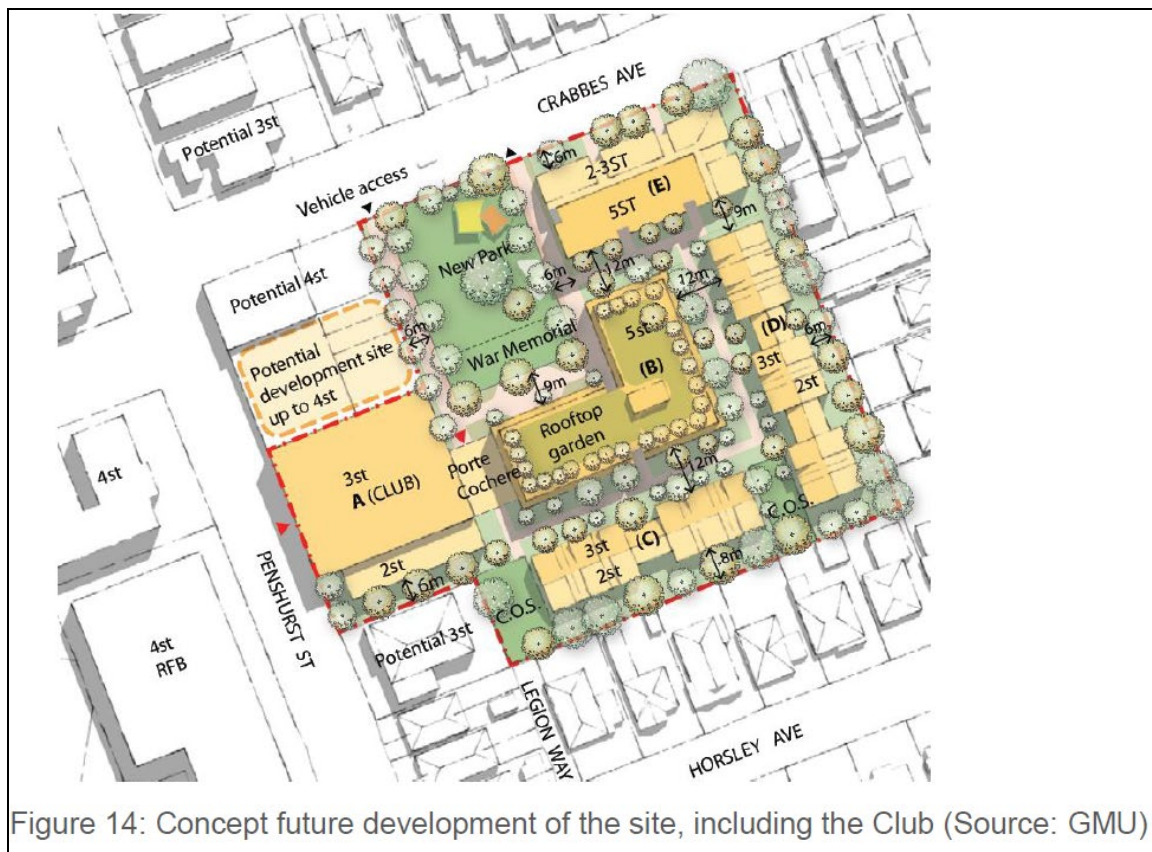 CRABBES AVE
Potential 3st
Vehicle access
6m
2-3ST
(E)
5ST
9m
New Park
Potential 4st
6m
12m
12m
6m
War Memorial
5st
(B)
(D)
6m
3st
2st
Potential
development site
up to 4st
9m
Rooftop
garden
3st
A (CLUB)
Porte
Cochere
12m
4st
C.O.S.
3st
(C)
8m
2st
2st
6m
C.O.S.
PENSHURST ST
Potential 3st
4st
RFB
LEGION WAY
HORSLEY AVE
Figure 14: Concept future development of the site, including the Club (Source: GMU)